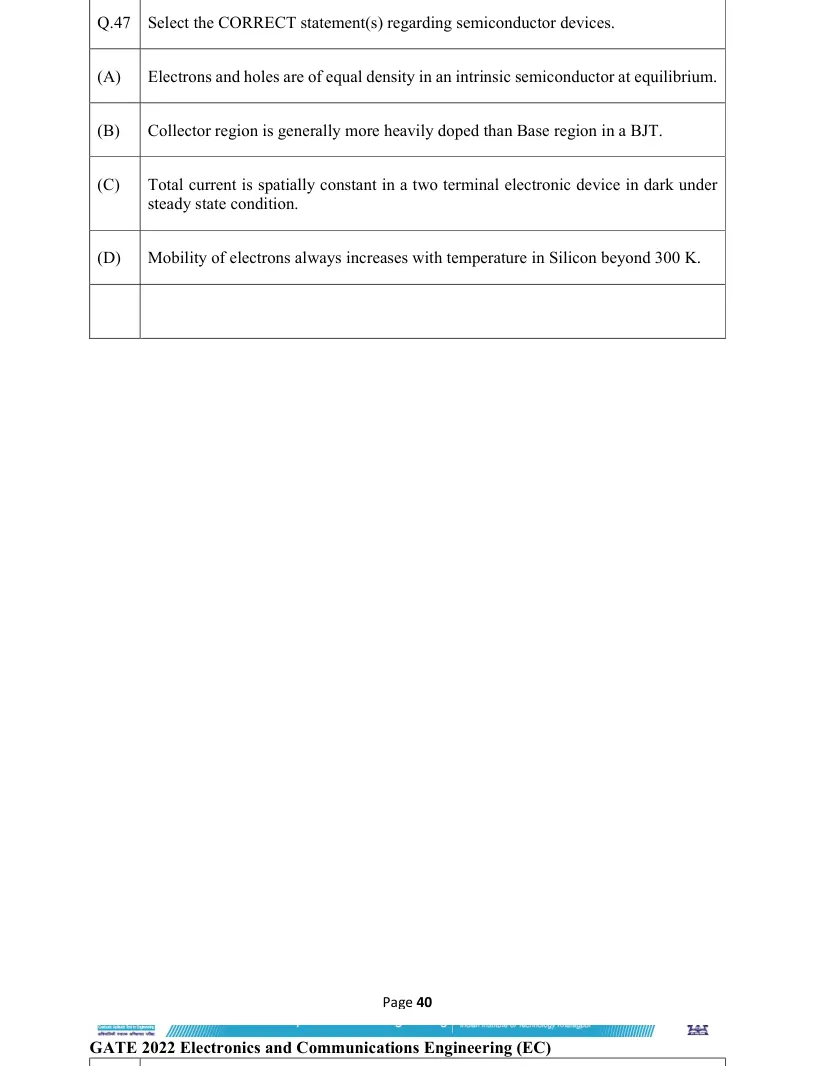 Q.47 Select the CORRECT statement(s) regarding semiconductor devices.
(A) Electrons and holes are of equal density in an intrinsic semiconductor at equilibrium.
(B) Collector region is generally more heavily doped than Base region in a BJT.
(C) Total current is spatially constant in a two terminal electronic device in dark under
steady state condition.
(D) Mobility of electrons always increases with temperature in Silicon beyond 300 K.
Page 40
GATE 2022 Electronics and Communications Engineering (EC)